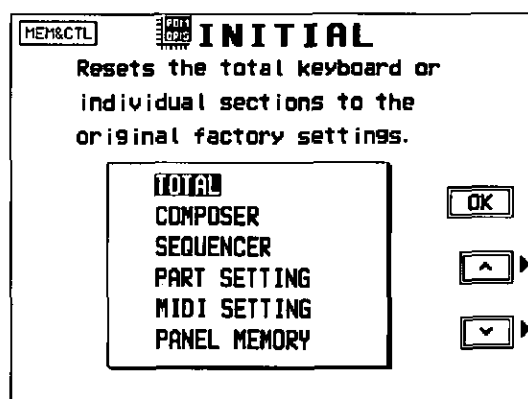 MEM&CTL
INITIAL
Resets the total keyboard or
individual sections to the
original factory settings.
TOTAL
COMPOSER
SEQUENCER
PART SETTING
MIDI SETTING
PANEL MEMORY
OK